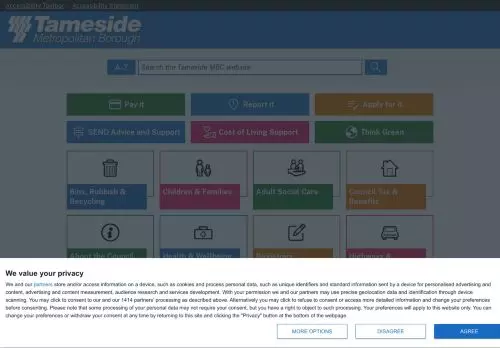 Accessibility Toolbar Accessibility Statement
Tameside
Metropolitan Borough
A-Z Search the Tameside MBC website
Pay it Report it Apply for it
SEND Advice and Support Cost of Living Support Think Green
Bins, Rubbish & Recycling
Children & Families
Adult Social Care
Council Tax & Benefits
About the Council
Health & Wellbeing
We value your privacy
We and our partners store and/or access information on a device, such as cookies and process personal data, such as unique identifiers and standard information sent by a device for personalised advertising and
content, advertising and content measurement, audience research and services development. With your permission we and our partners may use precise geolocation data and identification through device
scanning. You may click to consent to our and our 1414 partners' processing as described above. Alternatively you may click to refuse to consent or access more detailed information and change your preferences
before consenting. Please note that some processing of your personal data may not require your consent, but you have a right to object to such processing. Your preferences will apply to this website only. You can
change your preferences or withdraw your consent at any time by returning to this site and clicking the "Privacy" button at the bottom of the webpage.
MORE OPTIONS DISAGREE AGREE